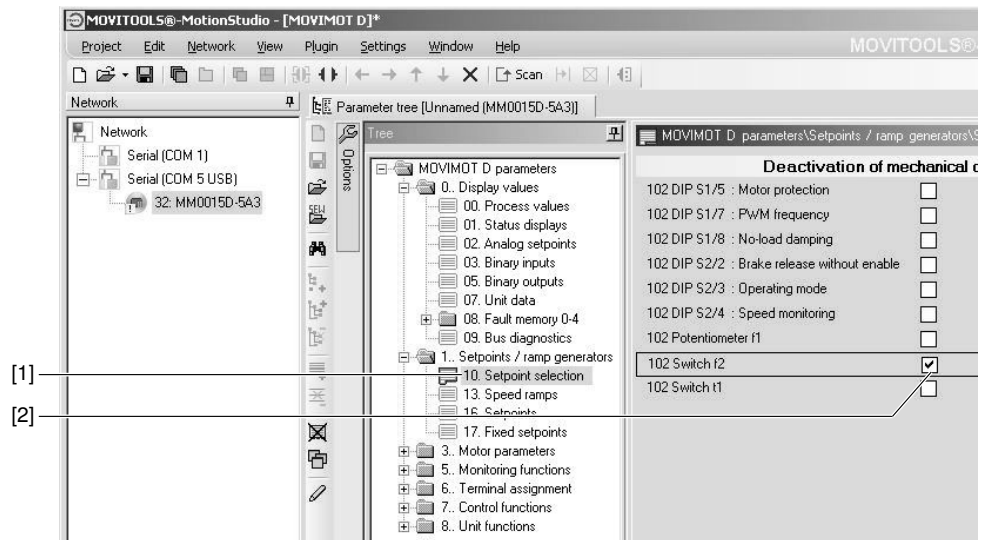 MOVITOOLS®-MotionStudio - [MOVIMOT D]*
Project Edit Network View Plugin Settings Window Help
MOVITOOLS®-
Scan
Network
Parameter tree [Unnamed (MM0015D-5A3)]
Network
Serial (COM 1)
Serial (COM 5 USB)
32: MM0015D-5A3
Options
SEW
Tree
MOVIMOT D parameters
0.. Display values
00. Process values
01. Status displays
02. Analog setpoints
03. Binary inputs
05. Binary outputs
07. Unit data
08. Fault memory 0-4
09. Bus diagnostics
1.. Setpoints / ramp generators
10. Setpoint selection
13. Speed ramps
16. Setpoints
17. Fixed setpoints
3.. Motor parameters
5.. Monitoring functions
6.. Terminal assignment
7.. Control functions
8.. Unit functions
MOVIMOT D parameters\Setpoints / ramp generators\S
Deactivation of mechanical
102 DIP S1/5 : Motor protection
102 DIP S1/7 : PWM frequency
102 DIP S1/8 : No-load damping
102 DIP S2/2 : Brake release without enable
102 DIP S2/3 : Operating mode
102 DIP S2/4 : Speed monitoring
102 Potentiometer f1
102 Switch f2
102 Switch t1
[1]
[2]